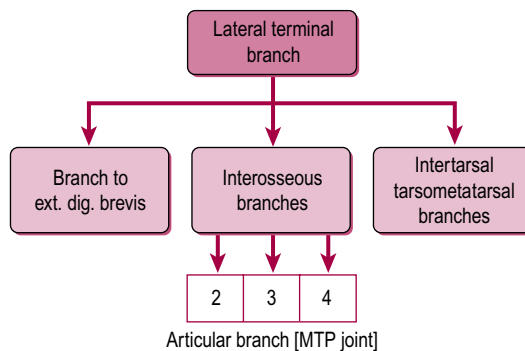 Lateral terminal
branch
Branch to
ext. dig. brevis
Interosseous
branches
Intertarsal
tarsometatarsal
branches
2 3 4
Articular branch [MTP joint]